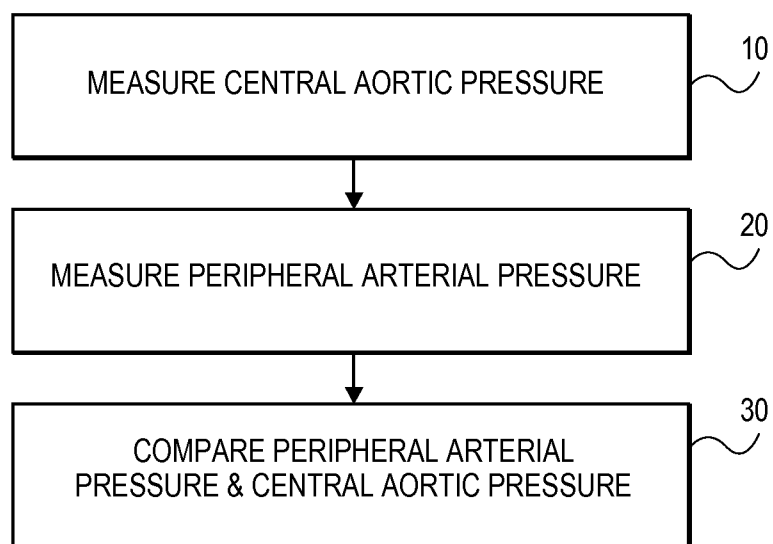 MEASURE CENTRAL AORTIC PRESSURE
10
MEASURE PERIPHERAL ARTERIAL PRESSURE
20
COMPARE PERIPHERAL ARTERIAL
PRESSURE & CENTRAL AORTIC PRESSURE
30